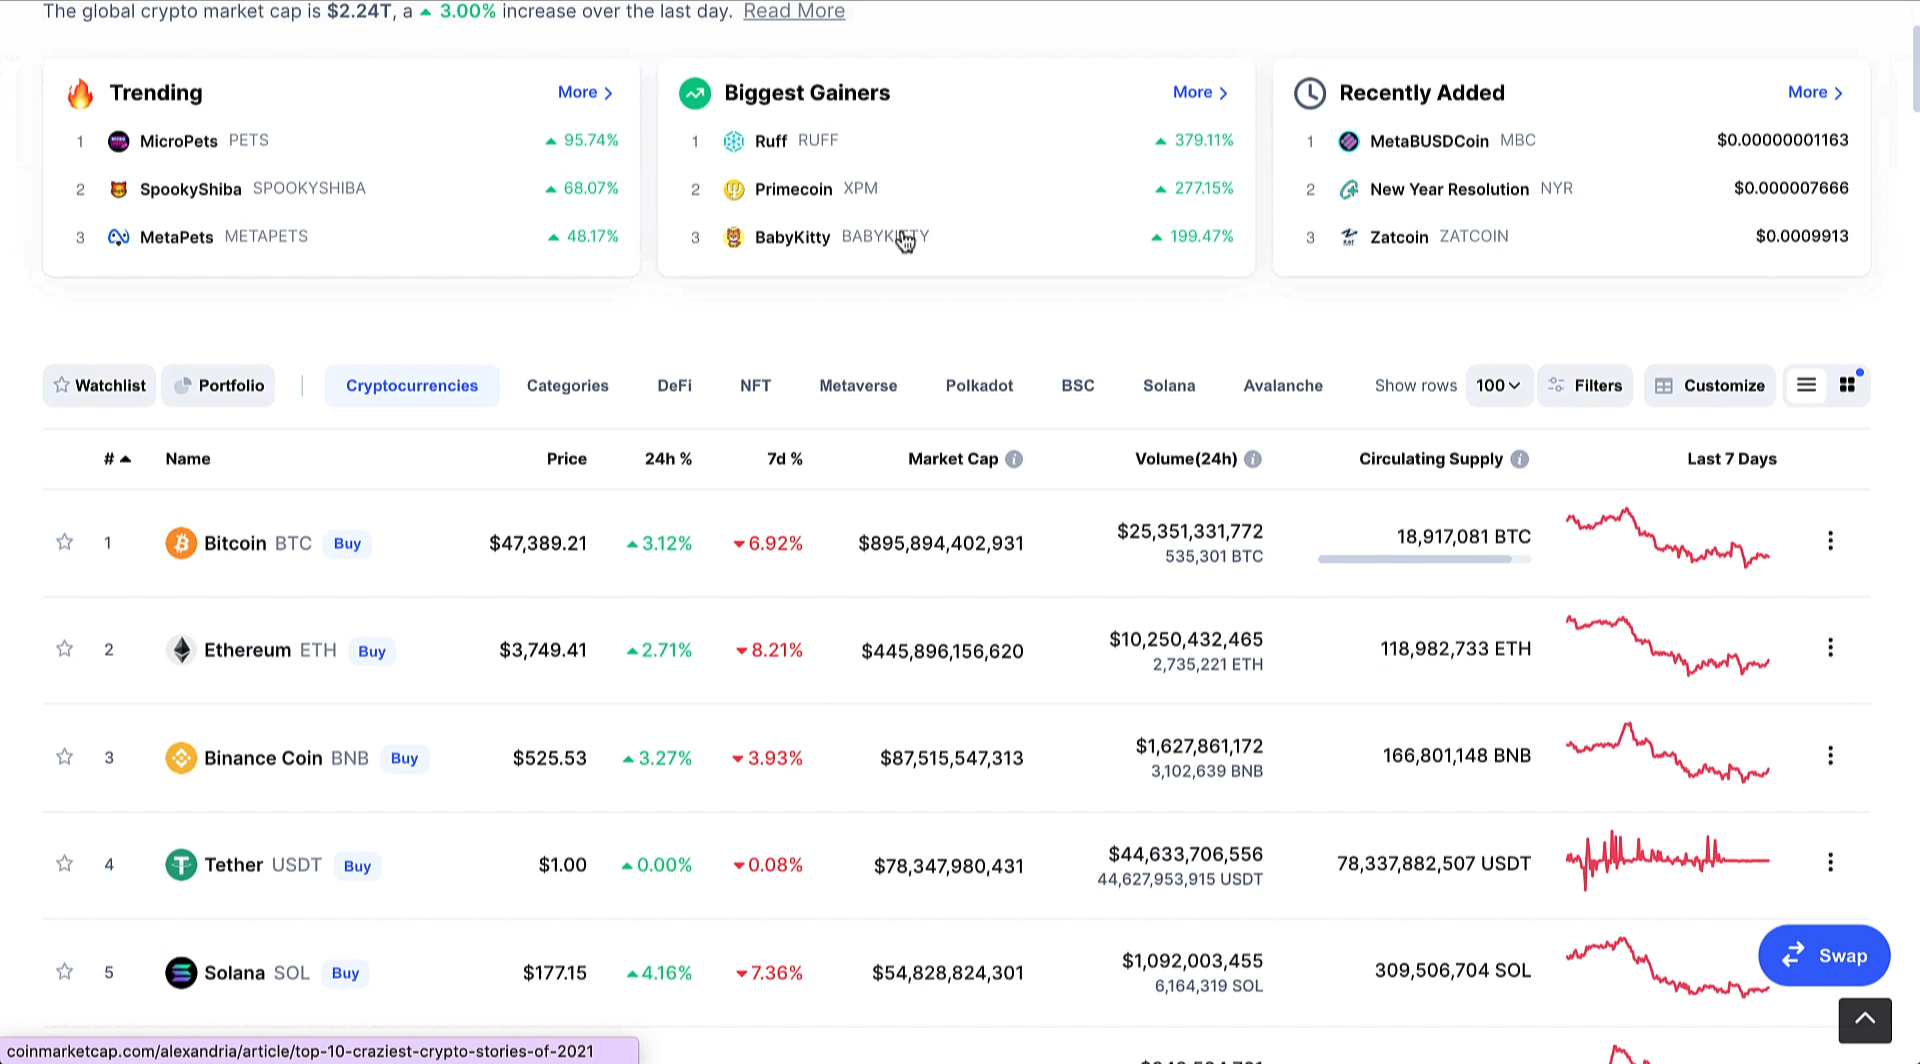 The global crypto market cap is $2.24T, a ▲ 3.00% increase over the last day. Read More
Trending More >
1 MicroPets PETS ▲ 95.74%
2 SpookyShiba SPOOKYSHIBA ▲ 68.07%
3 MetaPets METAPETS ▲ 48.17%
Biggest Gainers More >
1 Ruff RUFF ▲ 379.11%
2 Primecoin XPM ▲ 277.15%
3 BabyKitty BABYKITTY ▲ 199.47%
Recently Added More >
1 MetaBUSDCoin MBC $0.00000001163
2 New Year Resolution NYR $0.000007666
3 Zatcoin ZATCOIN $0.0009913
Watchlist Portfolio Cryptocurrencies Categories DeFi NFT Metaverse Polkadot BSC Solana Avalanche Show rows 100 Filters Customize
# ▲ Name Price 24h % 7d % Market Cap Volume(24h) Circulating Supply Last 7 Days
1 Bitcoin BTC Buy $47,389.21 ▲3.12% ▼6.92% $895,894,402,931 $25,351,331,772 18,917,081 BTC
535,301 BTC
2 Ethereum ETH Buy $3,749.41 ▲2.71% ▼8.21% $445,896,156,620 $10,250,432,465 118,982,733 ETH
2,735,221 ETH
3 Binance Coin BNB Buy $525.53 ▲3.27% ▼3.93% $87,515,547,313 $1,627,861,172 166,801,148 BNB
3,102,639 BNB
4 Tether USDT Buy $1.00 ▲0.00% ▼0.08% $78,347,980,431 $44,633,706,556 78,337,882,507 USDT
44,627,953,915 USDT
5 Solana SOL Buy $177.15 ▲4.16% ▼7.36% $54,828,824,301 $1,092,003,455 309,506,704 SOL
6,164,319 SOL
Swap
coinmarketcap.com/alexandria/article/top-10-craziest-crypto-stories-of-2021